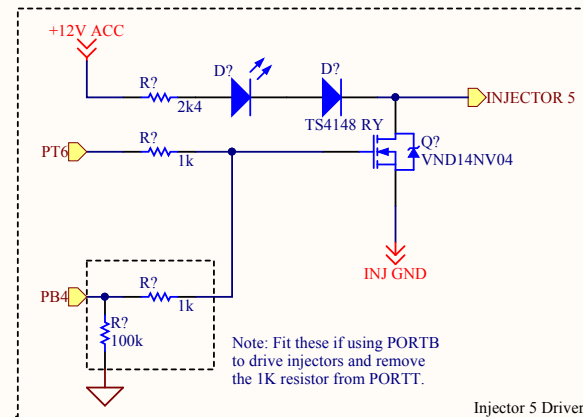 +12V ACC
D?
D?
R?
2k4
INJECTOR 5
TS4148 RY
R?
PT6
1k
Q?
VND14NV04
INJ GND
R?
PB4
1k
R?
100k
Note: Fit these if using PORTB
to drive injectors and remove
the 1K resistor from PORTT.
Injector 5 Driver